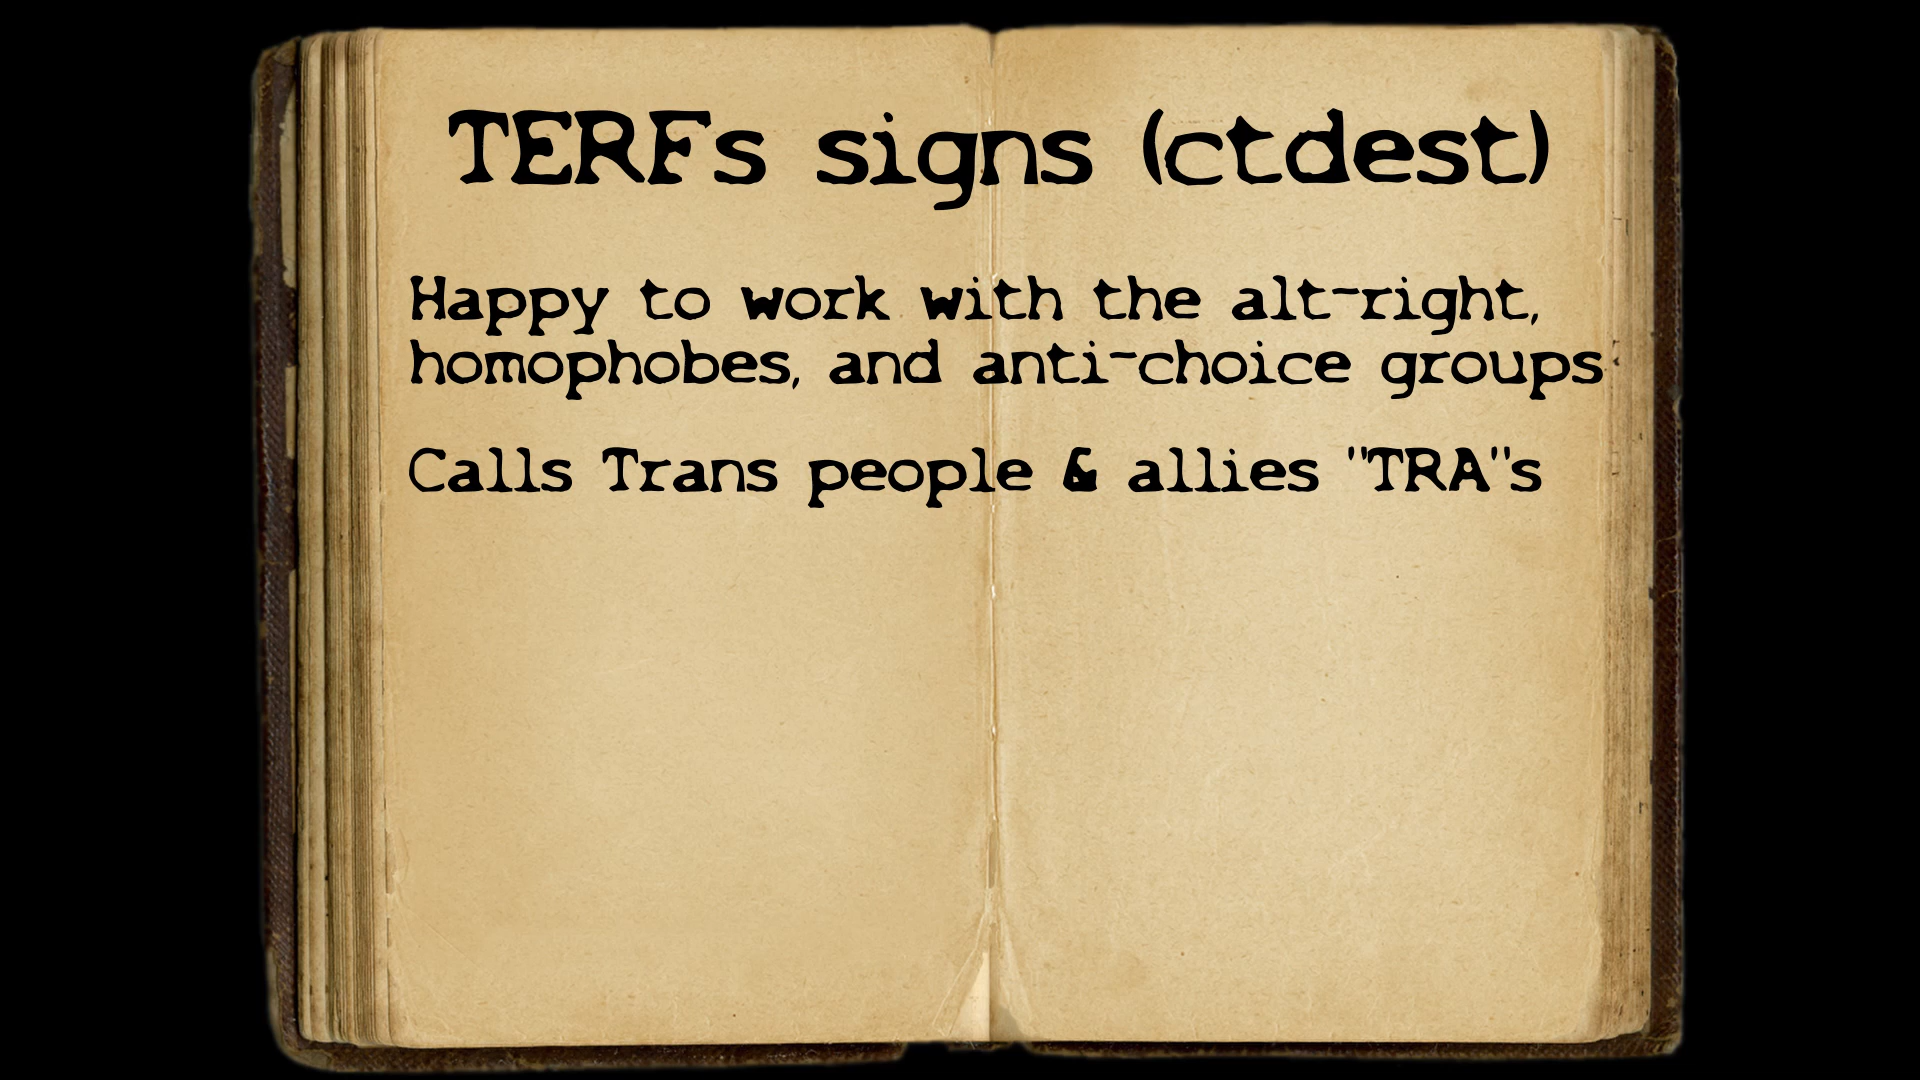 TERFs signs (ctdest)
Happy to work with the alt-right,
homophobes, and anti-choice groups
Calls Trans people & allies "TRA"s